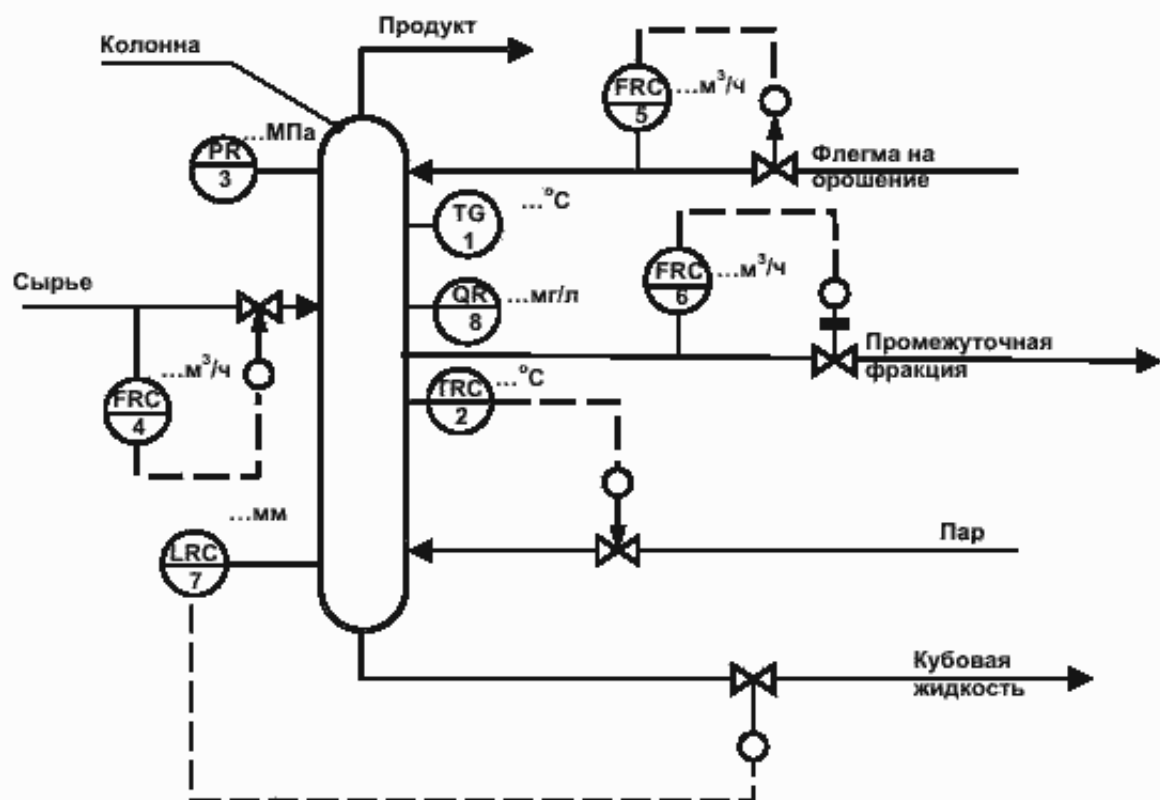 Продукт
Колонна
FRC
5
...м³/ч
...МПа
PR
3
Флегма на
орошение
TG
1
...°С
FRC
6
...м³/ч
Сырье
QR
8
...мг/л
Промежуточная
фракция
...м³/ч
FRC
4
TRC
2
...°С
...мм
LRC
7
Пар
Кубовая
жидкость